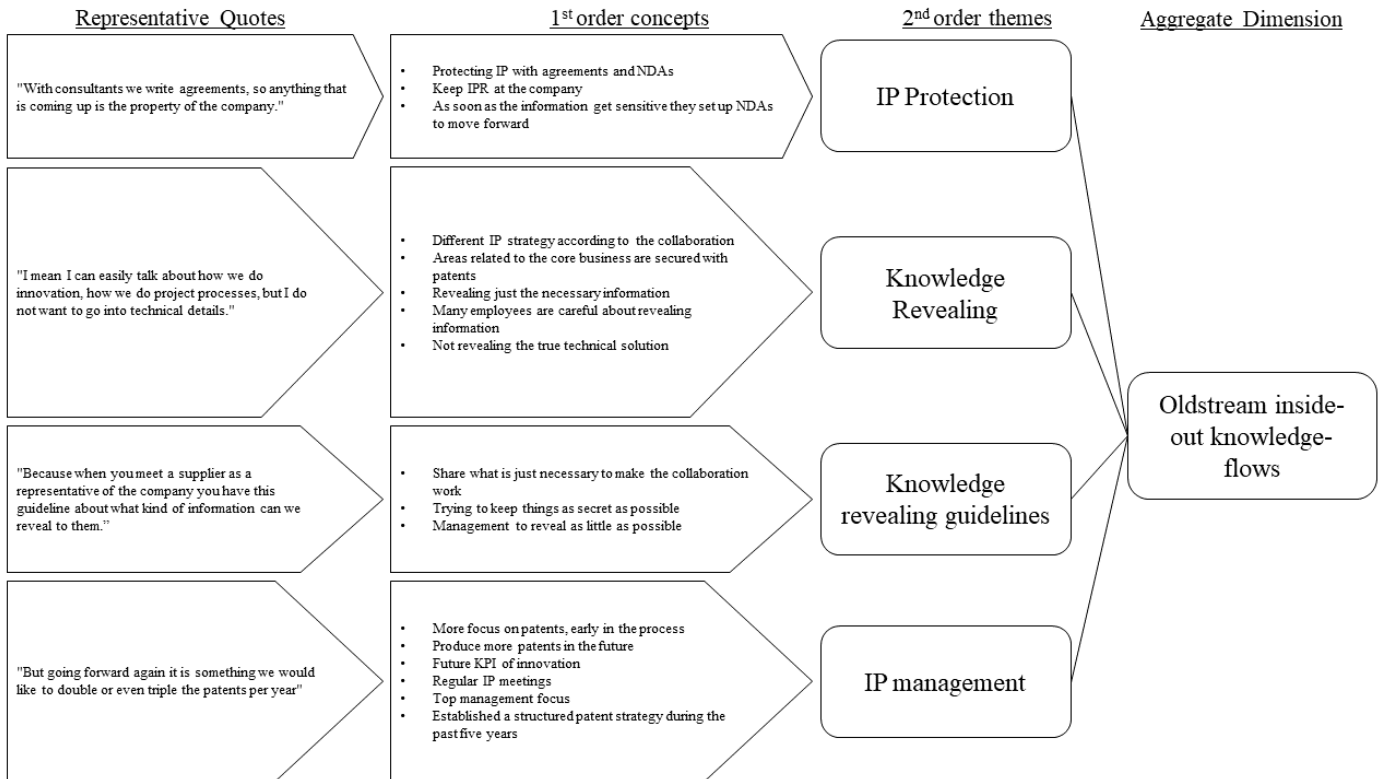 Representative Quotes
1st order concepts
2nd order themes
Aggregate Dimension
"With consultants we write agreements, so anything that
is coming up is the property of the company."
• Protecting IP with agreements and NDAs
• Keep IPR at the company
• As soon as the information get sensitive they set up NDAs
to move forward
IP Protection
"I mean I can easily talk about how we do
innovation, how we do project processes, but I do
not want to go into technical details."
• Different IP strategy according to the collaboration
• Areas related to the core business are secured with
patents
• Revealing just the necessary information
• Many employees are careful about revealing
information
• Not revealing the true technical solution
Knowledge
Revealing
"Because when you meet a supplier as a
representative of the company you have this
guideline about what kind of information can we
reveal to them.”
• Share what is just necessary to make the collaboration
work
• Trying to keep things as secret as possible
• Management to reveal as little as possible
Knowledge
revealing guidelines
"But going forward again it is something we would
like to double or even triple the patents per year"
• More focus on patents, early in the process
• Produce more patents in the future
• Future KPI of innovation
• Regular IP meetings
• Top management focus
• Established a structured patent strategy during the
past five years
IP management
Oldstream inside-
out knowledge-
flows